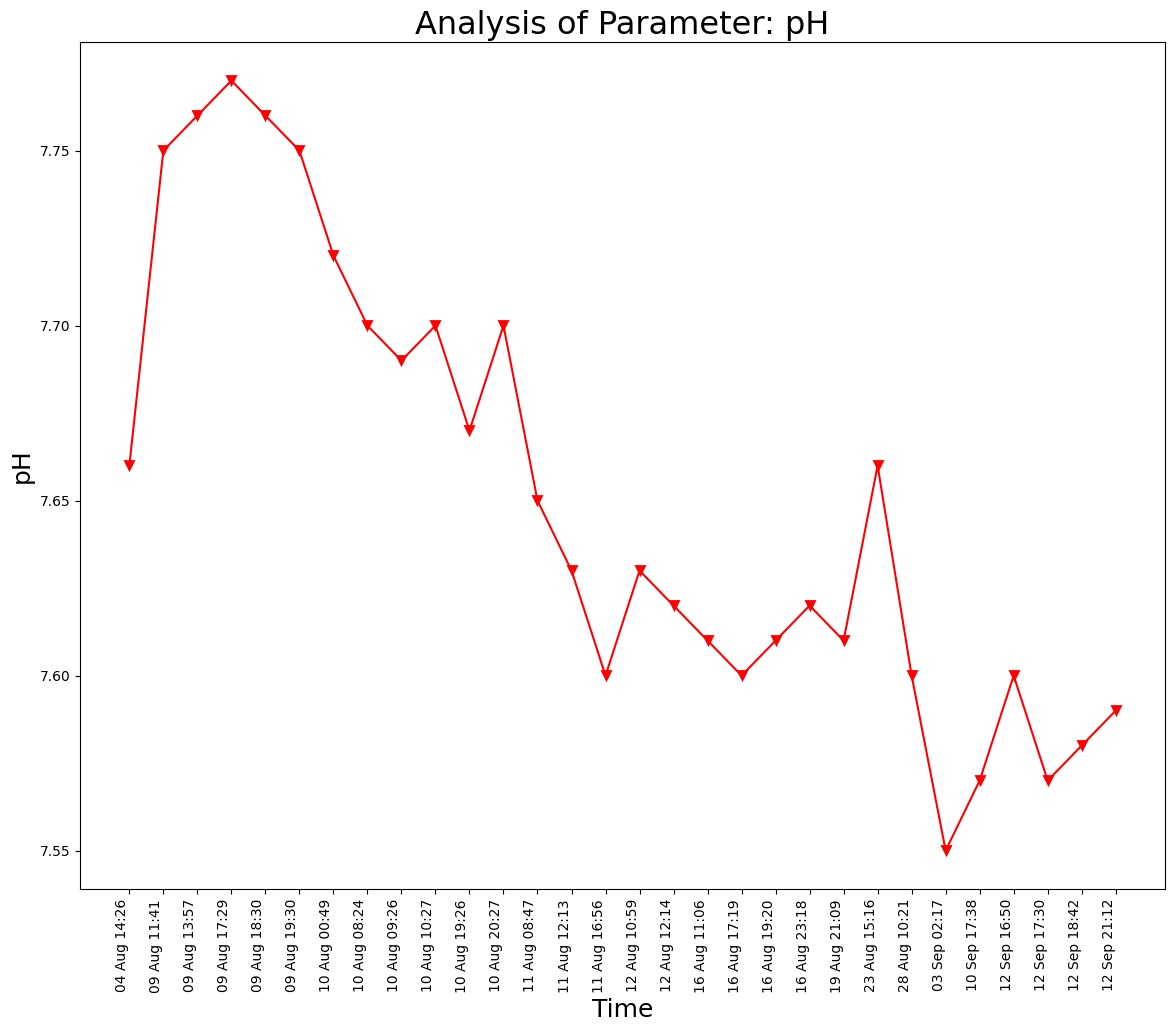 Analysis of Parameter: pH
pH
7.75
7.70
7.65
7.60
7.55
04 Aug 14:26
09 Aug 11:41
09 Aug 13:57
09 Aug 17:29
09 Aug 18:30
09 Aug 19:30
10 Aug 00:49
10 Aug 08:24
10 Aug 09:26
10 Aug 10:27
10 Aug 19:26
10 Aug 20:27
11 Aug 08:47
11 Aug 12:13
11 Aug 16:56
12 Aug 10:59
12 Aug 12:14
16 Aug 11:06
16 Aug 17:19
16 Aug 19:20
16 Aug 23:18
19 Aug 21:09
23 Aug 15:16
28 Aug 10:21
03 Sep 02:17
10 Sep 17:38
12 Sep 16:50
12 Sep 17:30
12 Sep 18:42
12 Sep 21:12
Time